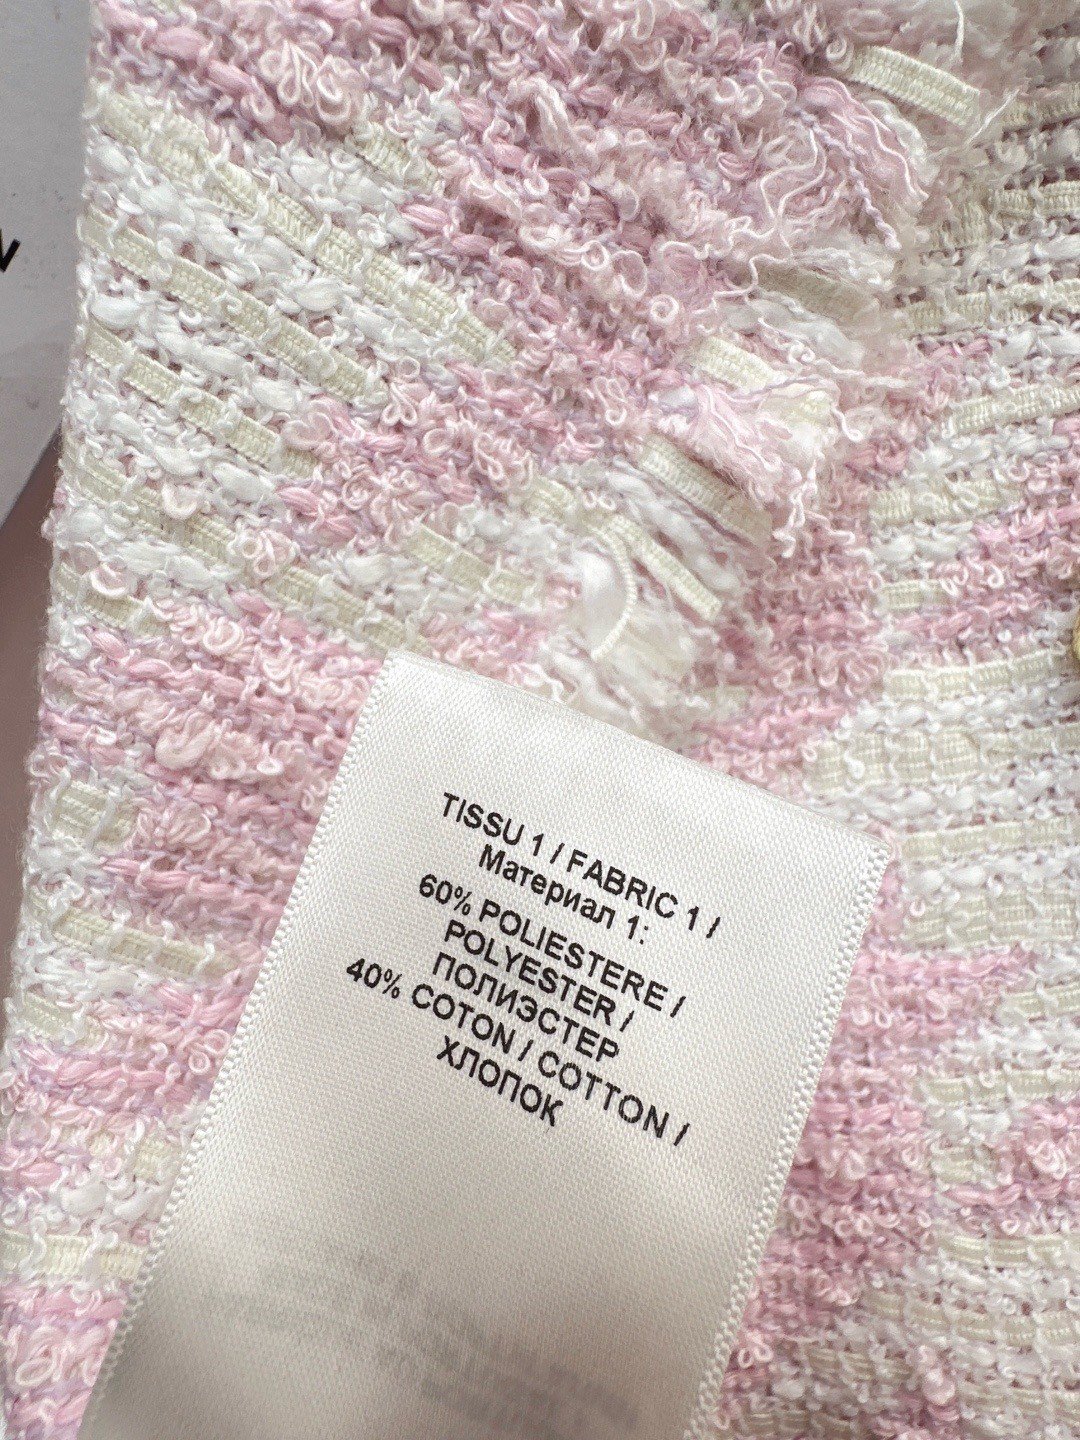 TISSU 1 / FABRIC 1 /
Материал 1:
60% POLIESTERE /
POLYESTER /
ПОЛИЭСТЕР
40% COTON / COTTON /
ХЛОПОК